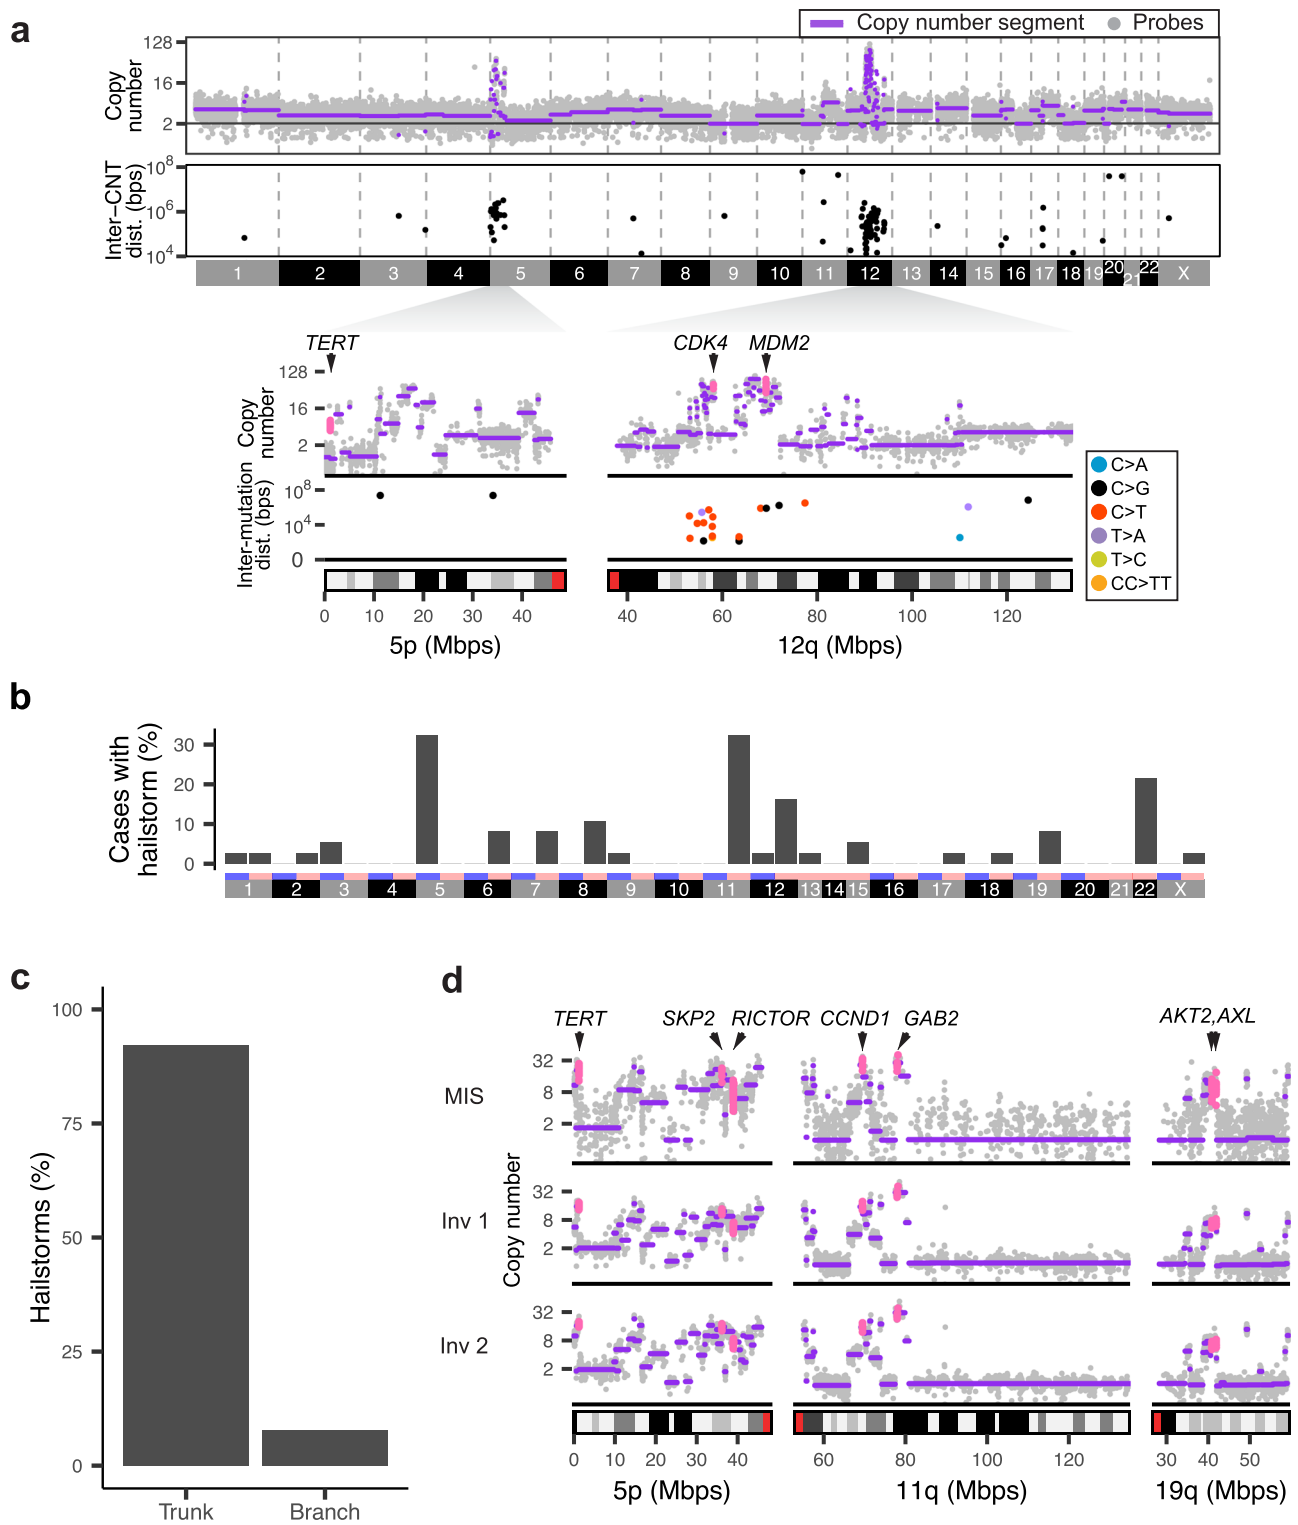 a
Copy number segment Probes
Copy
number
128
16
2
Inter–CNT
dist. (bps)
10^8
10^6
10^4
1 2 3 4 5 6 7 8 9 10 11 12 13 14 15 16 17 18 19 20 21 22 X
TERT CDK4 MDM2
Copy
number
128
16
2
Inter-mutation
dist. (bps)
10^8
10^4
0
C>A
C>G
C>T
T>A
T>C
CC>TT
0 10 20 30 40 40 60 80 100 120
5p (Mbps) 12q (Mbps)
b
Cases with
hailstorm (%)
30
20
10
0
1 2 3 4 5 6 7 8 9 10 11 12 13 14 15 16 17 18 19 20 21 22 X
c
Hailstorms (%)
100
75
50
25
0
Trunk Branch
d
TERT SKP2 RICTOR CCND1 GAB2 AKT2,AXL
Copy number
MIS
32
8
2
Inv 1
32
8
2
Inv 2
32
8
2
0 10 20 30 40 60 80 100 120 30 40 50
5p (Mbps) 11q (Mbps) 19q (Mbps)